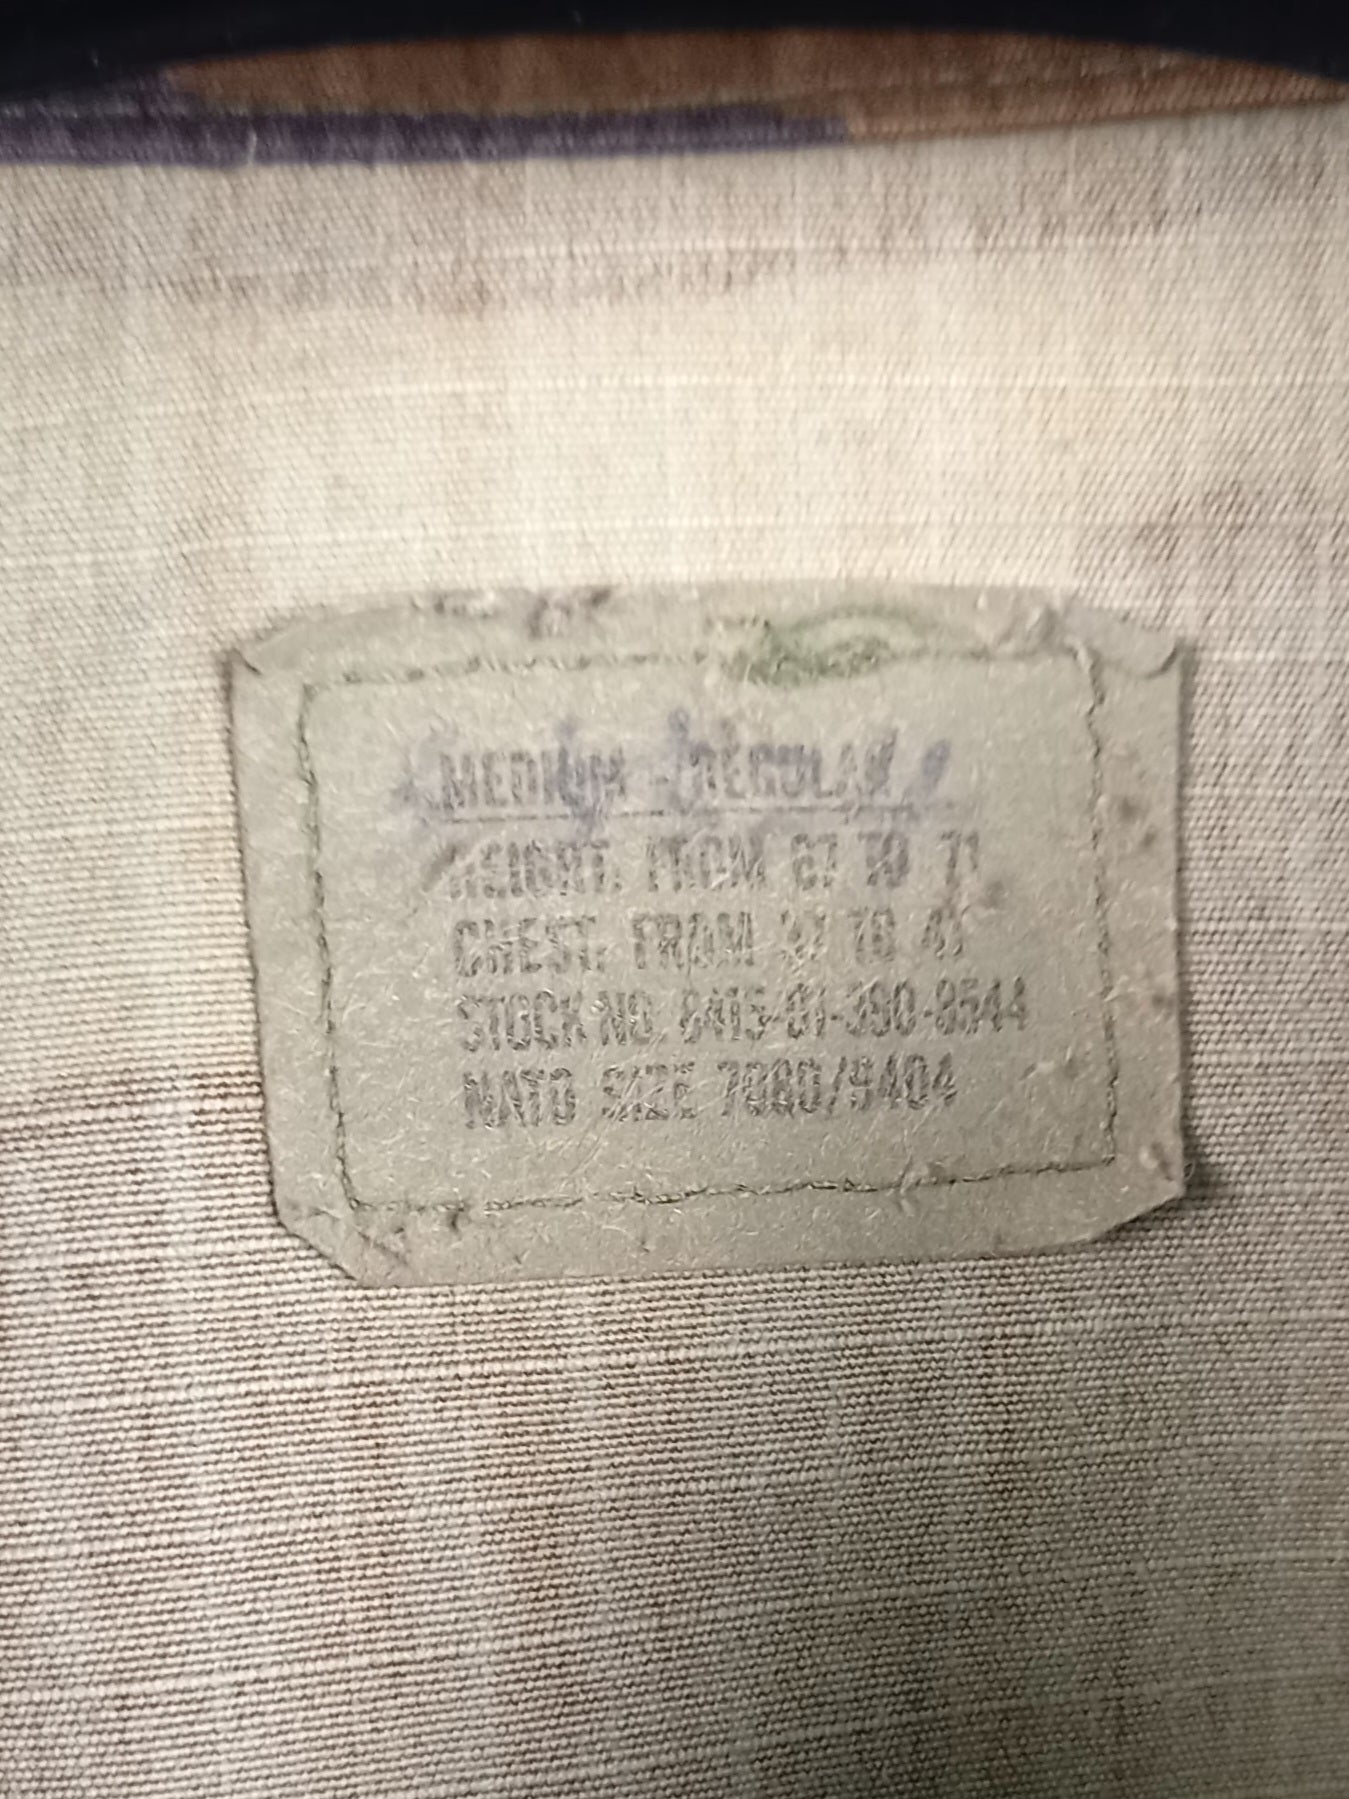 MEDIUM - REGULAR
HEIGHT: FROM 67 TO 71
CHEST: FROM 37 TO 41
STOCK NO. 8415-01-390-8544
NATO SIZE 7080/9404